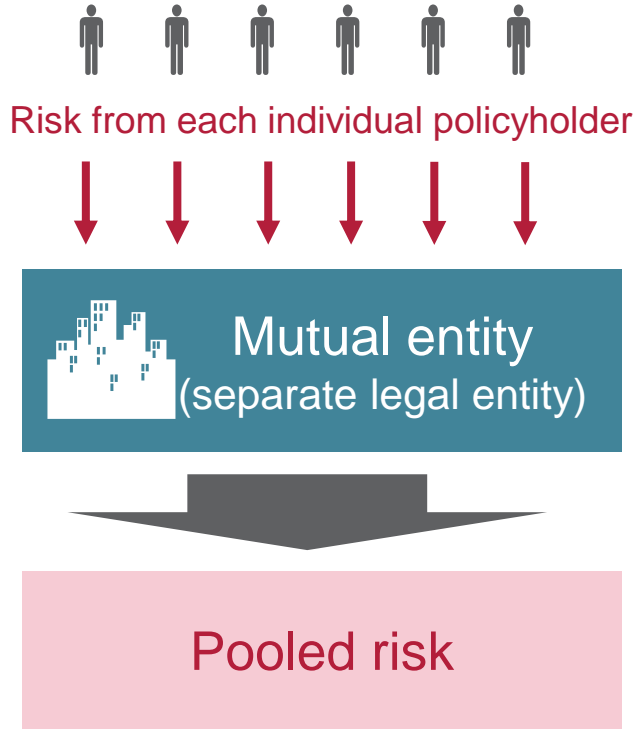 Risk from each individual policyholder
Mutual entity
(separate legal entity)
Pooled risk